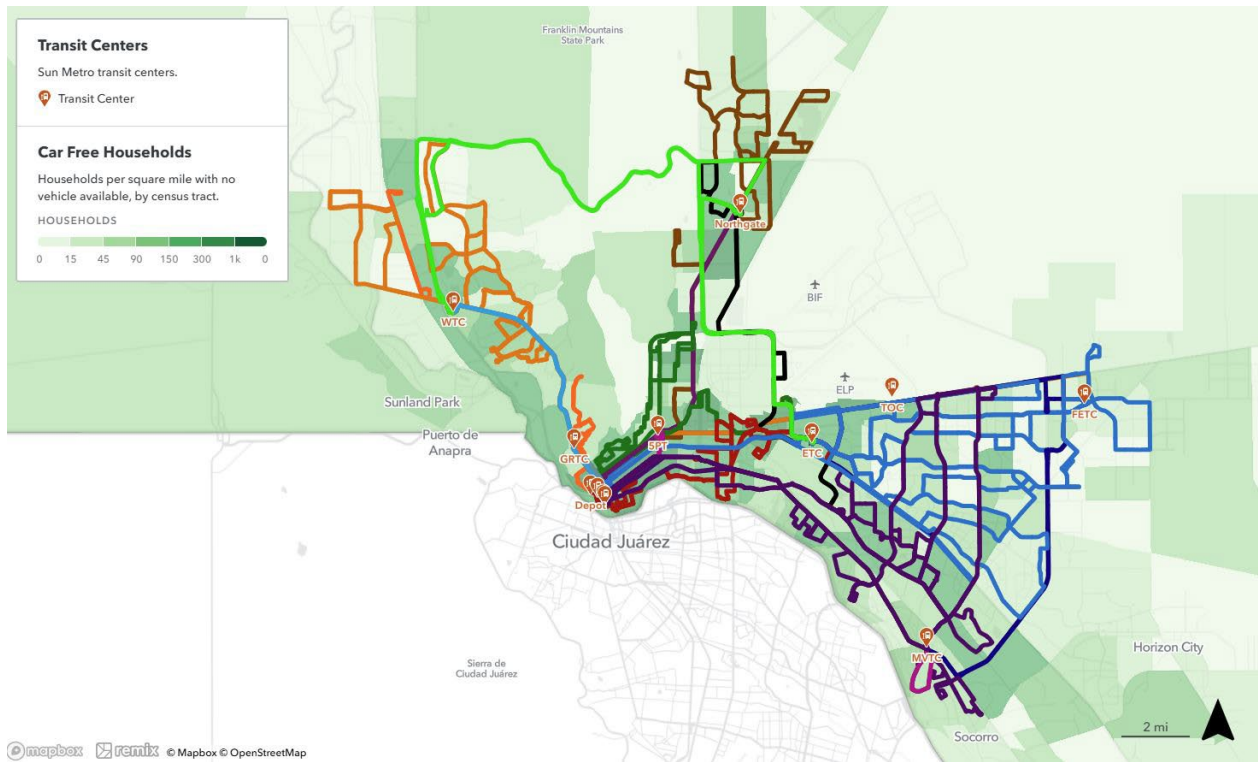 Transit Centers
Sun Metro transit centers.
Transit Center
Car Free Households
Households per square mile with no
vehicle available, by census tract.
HOUSEHOLDS
0 15 45 90 150 300 1k 0
Franklin Mountains
State Park
Northgate
BIF
WTC
ELP
TOC
FETC
Sunland Park
Puerto de
Anapra
GRTC
5PT
ETC
Depot
Ciudad Juárez
MVTC
Horizon City
Sierra de
Ciudad Juárez
Socorro
2 mi
mapbox remix © Mapbox © OpenStreetMap